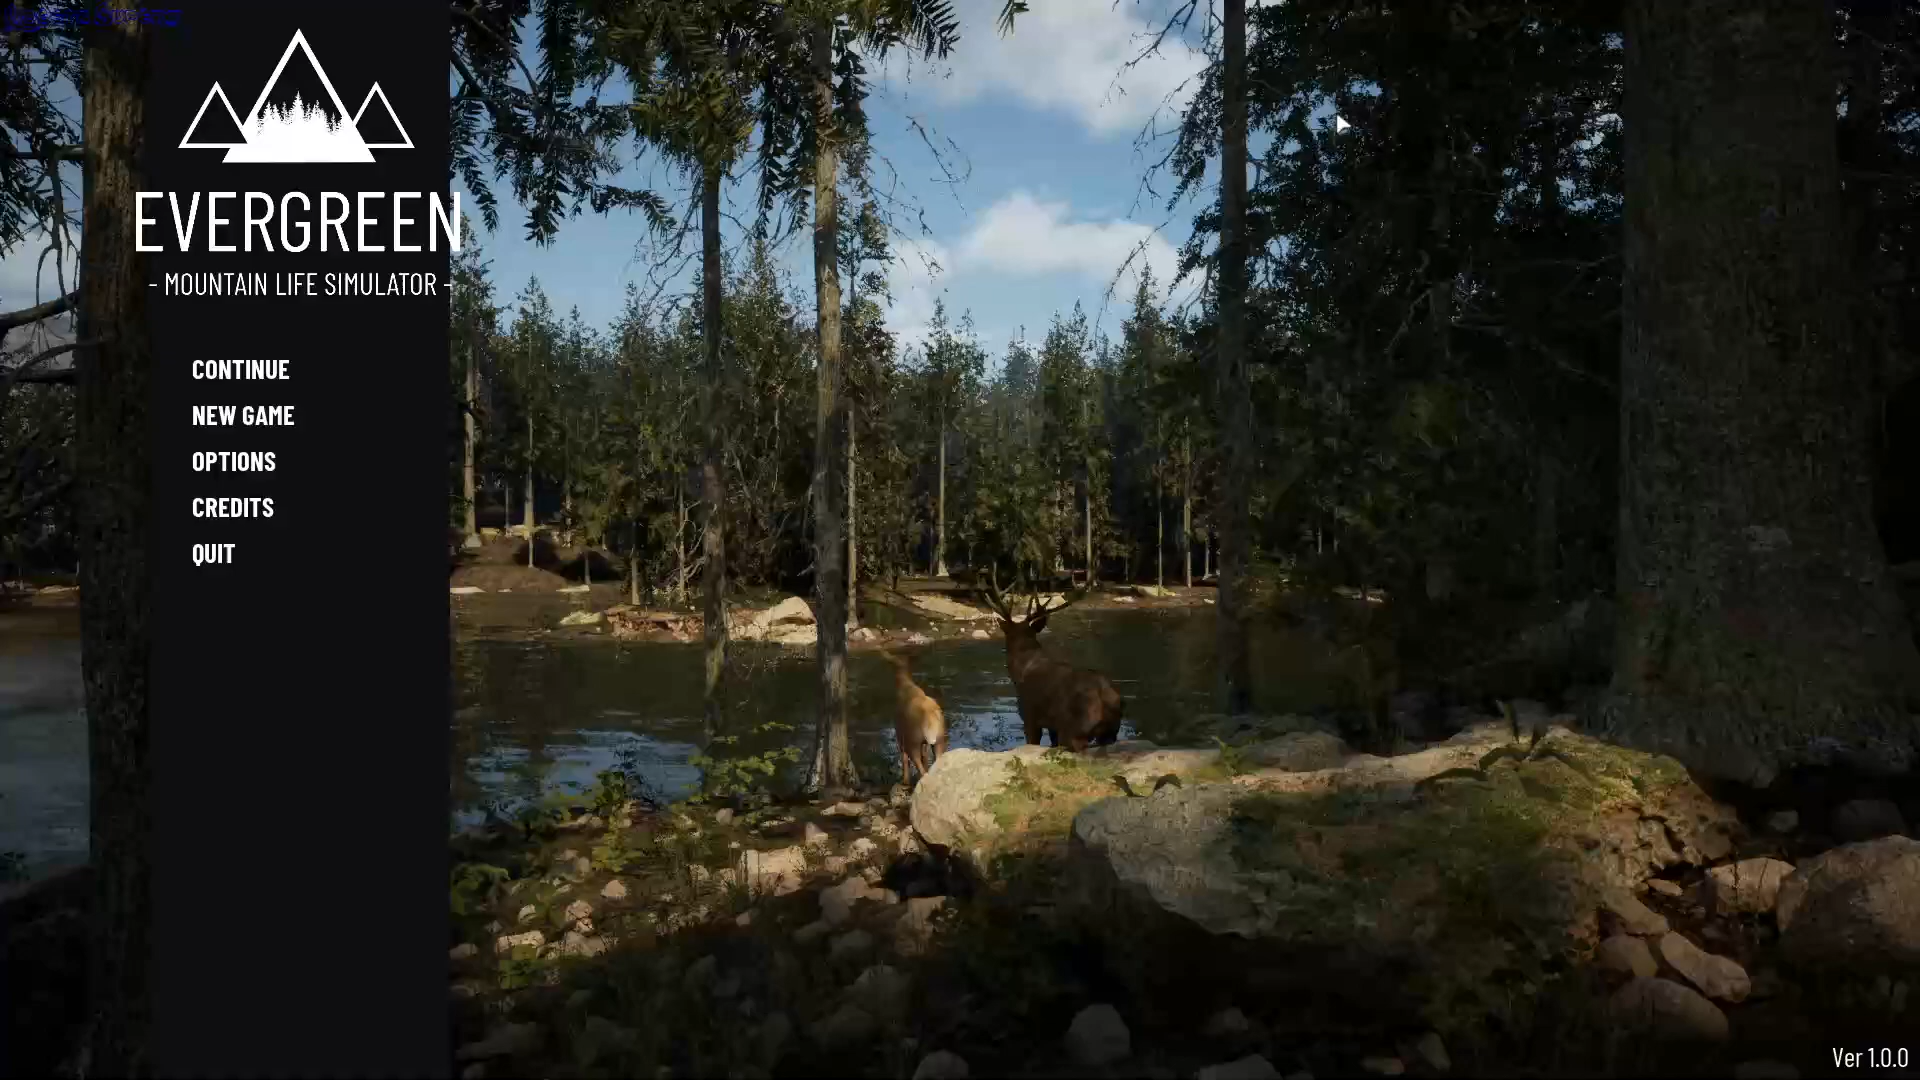 EVERGREEN
- MOUNTAIN LIFE SIMULATOR -
CONTINUE
NEW GAME
OPTIONS
CREDITS
QUIT
Ver 1.0.0